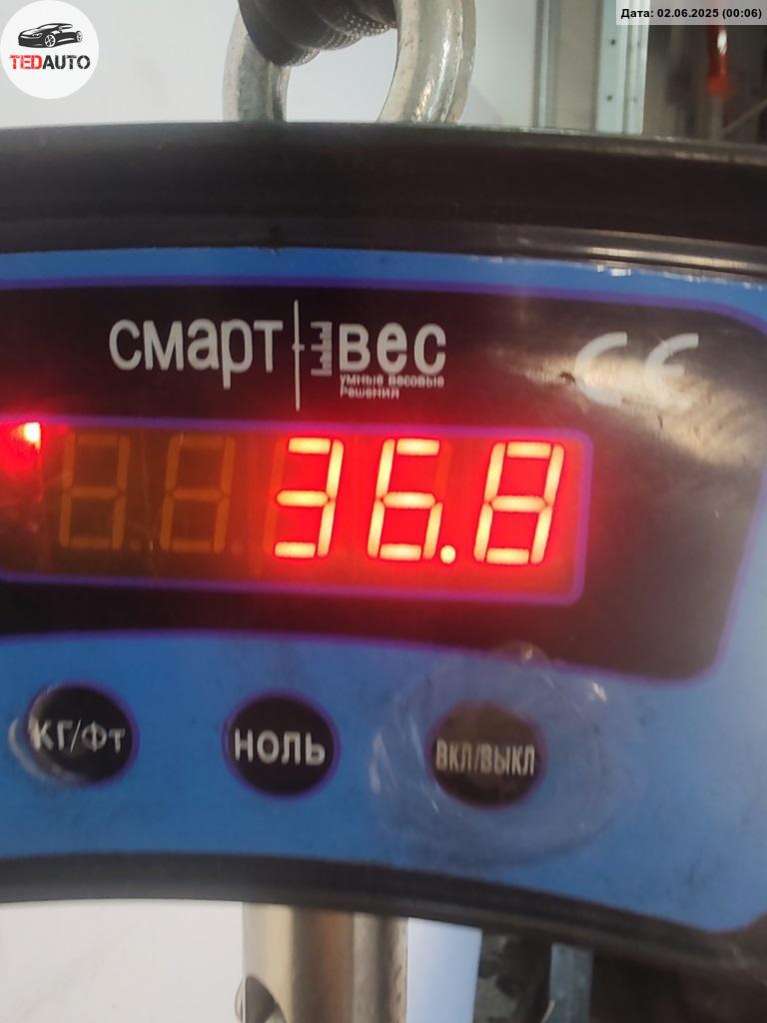 Дата: 02.06.2025 (00:06)
TEDAUTO
смарт вес
умные весовые
решения
CE
36.8
КГ/ФТ
НОЛЬ
ВКЛ/ВЫКЛ